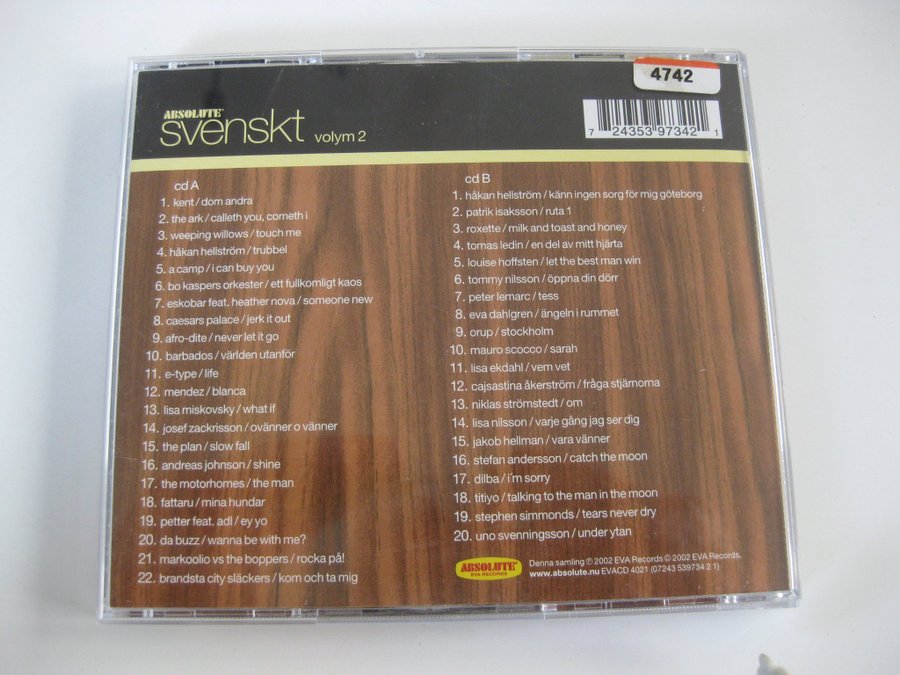 4742
ABSOLUTE
svenskt volym 2
7 24353 97342 1
cd A
1. kent / dom andra
2. the ark / calleth you, cometh i
3. weeping willows / touch me
4. håkan hellström / trubbel
5. a camp / i can buy you
6. bo kaspers orkester / ett fullkomligt kaos
7. eskobar feat. heather nova / someone new
8. caesars palace / jerk it out
9. afro-dite / never let it go
10. barbados / världen utanför
11. e-type / life
12. mendez / blanca
13. lisa miskovsky / what if
14. josef zackrisson / ovänner o vänner
15. the plan / slow fall
16. andreas johnson / shine
17. the motorhomes / the man
18. fattaru / mina hundar
19. petter feat. adl / ey yo
20. da buzz / wanna be with me?
21. markoolio vs the boppers / rocka på!
22. brandsta city släckers / kom och ta mig
cd B
1. håkan hellström / känn ingen sorg för mig göteborg
2. patrik isaksson / ruta 1
3. roxette / milk and toast and honey
4. tomas ledin / en del av mitt hjärta
5. louise hoffsten / let the best man win
6. tommy nilsson / öppna din dörr
7. peter lemarc / tess
8. eva dahlgren / ängeln i rummet
9. orup / stockholm
10. mauro scocco / sarah
11. lisa ekdahl / vem vet
12. cajsastina åkerström / fråga stjärnorna
13. niklas strömstedt / om
14. lisa nilsson / varje gång jag ser dig
15. jakob hellman / vara vänner
16. stefan andersson / catch the moon
17. dilba / i'm sorry
18. titiyo / talking to the man in the moon
19. stephen simmonds / tears never dry
20. uno svenningsson / under ytan
ABSOLUTE
EVA RECORDS
Denna samling ℗ 2002 EVA Records © 2002 EVA Records.
www.absolute.nu EVACD 4021 (07243 539734 2 1)